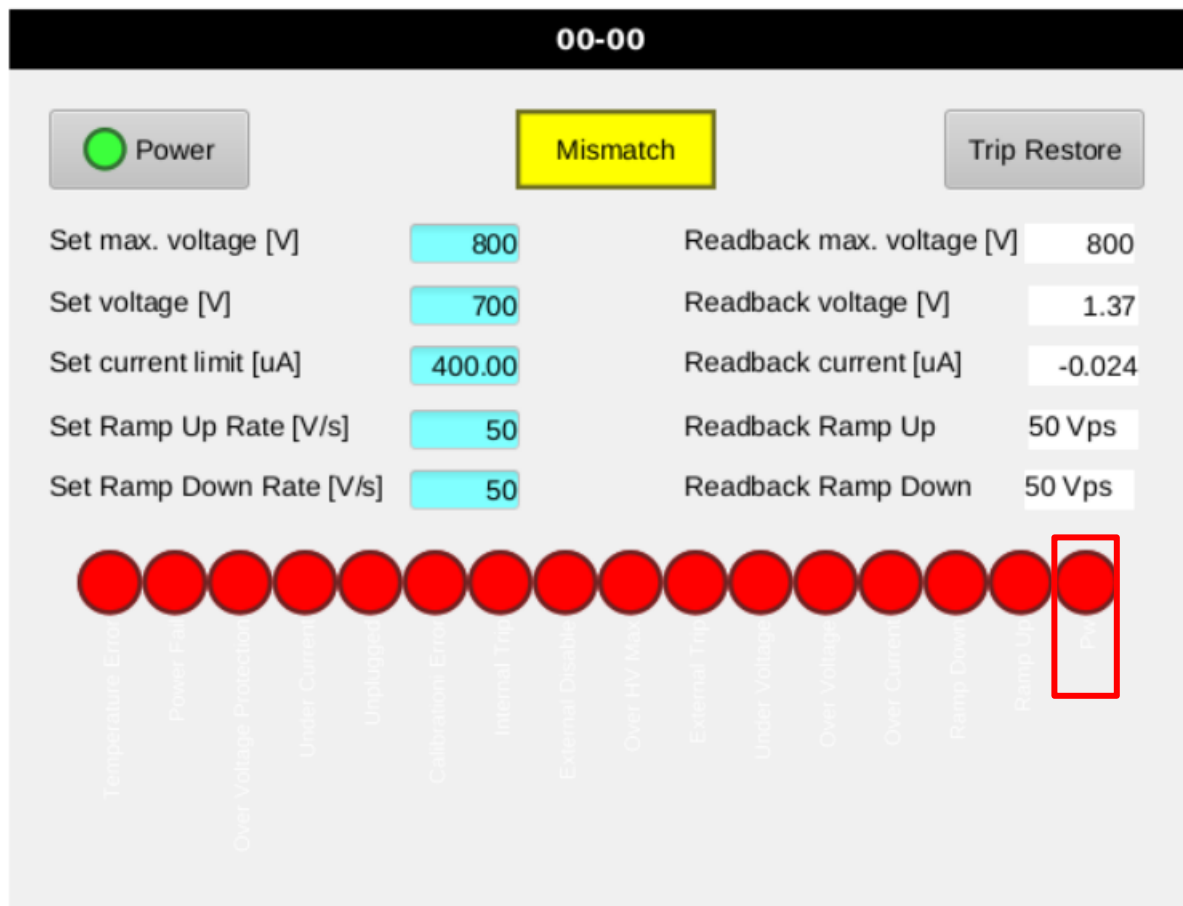 00-00
Power
Mismatch
Trip Restore
Set max. voltage [V] 800 Readback max. voltage [V] 800
Set voltage [V] 700 Readback voltage [V] 1.37
Set current limit [uA] 400.00 Readback current [uA] -0.024
Set Ramp Up Rate [V/s] 50 Readback Ramp Up 50 Vps
Set Ramp Down Rate [V/s] 50 Readback Ramp Down 50 Vps
Temperature Error
Power Fail
Over Voltage Protection
Under Current
Unplugged
Calibrationi Error
Internal Trip
External Disable
Over HV Max
External Trip
Under Voltage
Over Voltage
Over Current
Ramp Down
Ramp Up
Pw